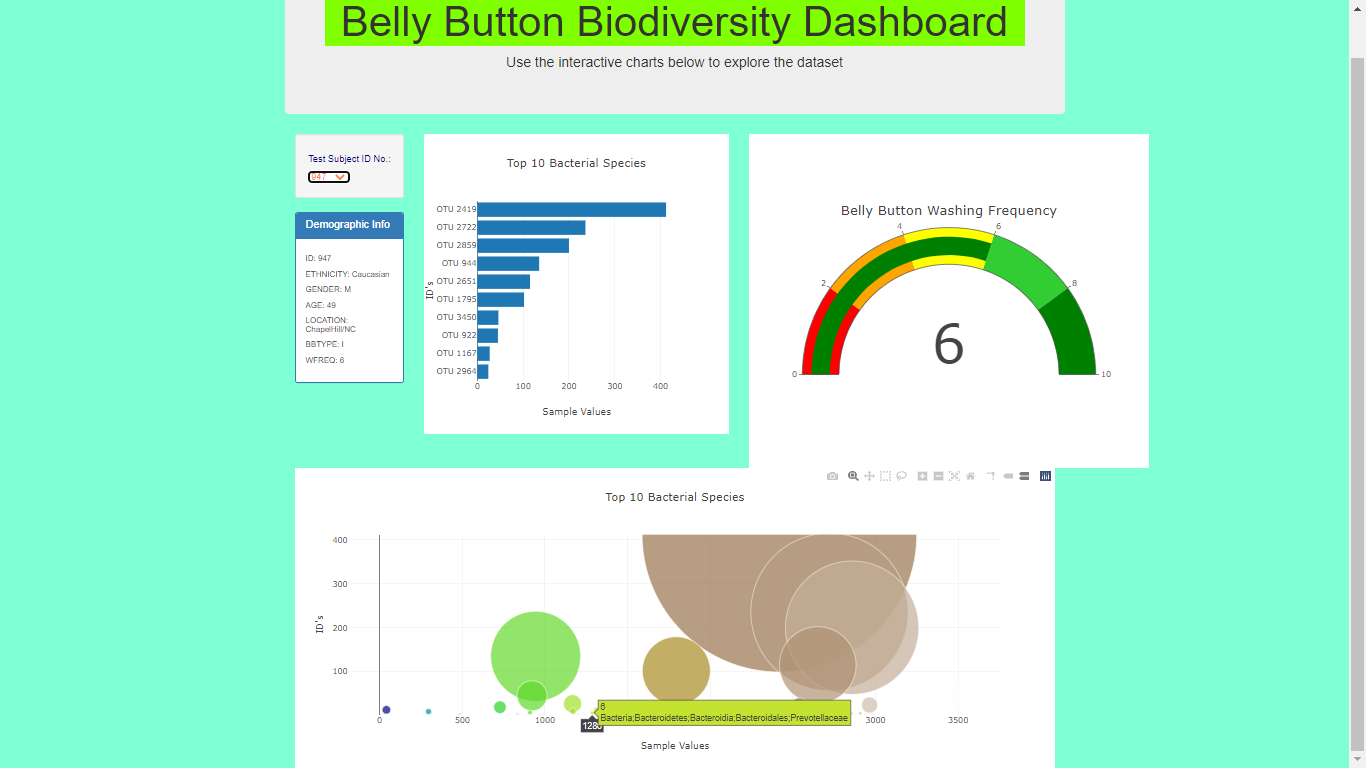 Belly Button Biodiversity Dashboard
Use the interactive charts below to explore the dataset
Test Subject ID No.:
947
Demographic Info
ID: 947
ETHNICITY: Caucasian
GENDER: M
AGE: 49
LOCATION:
ChapelHill/NC
BBTYPE: I
WFREQ: 6
Top 10 Bacterial Species
ID's
OTU 2419
OTU 2722
OTU 2859
OTU 944
OTU 2651
OTU 1795
OTU 3450
OTU 922
OTU 1167
OTU 2964
0 100 200 300 400
Sample Values
Belly Button Washing Frequency
0 2 4 6 8 10
6
Top 10 Bacterial Species
ID's
400
300
200
100
0 500 1000 3000 3500
6
Bacteria;Bacteroidetes;Bacteroidia;Bacteroidales;Prevotellaceae
1280
Sample Values